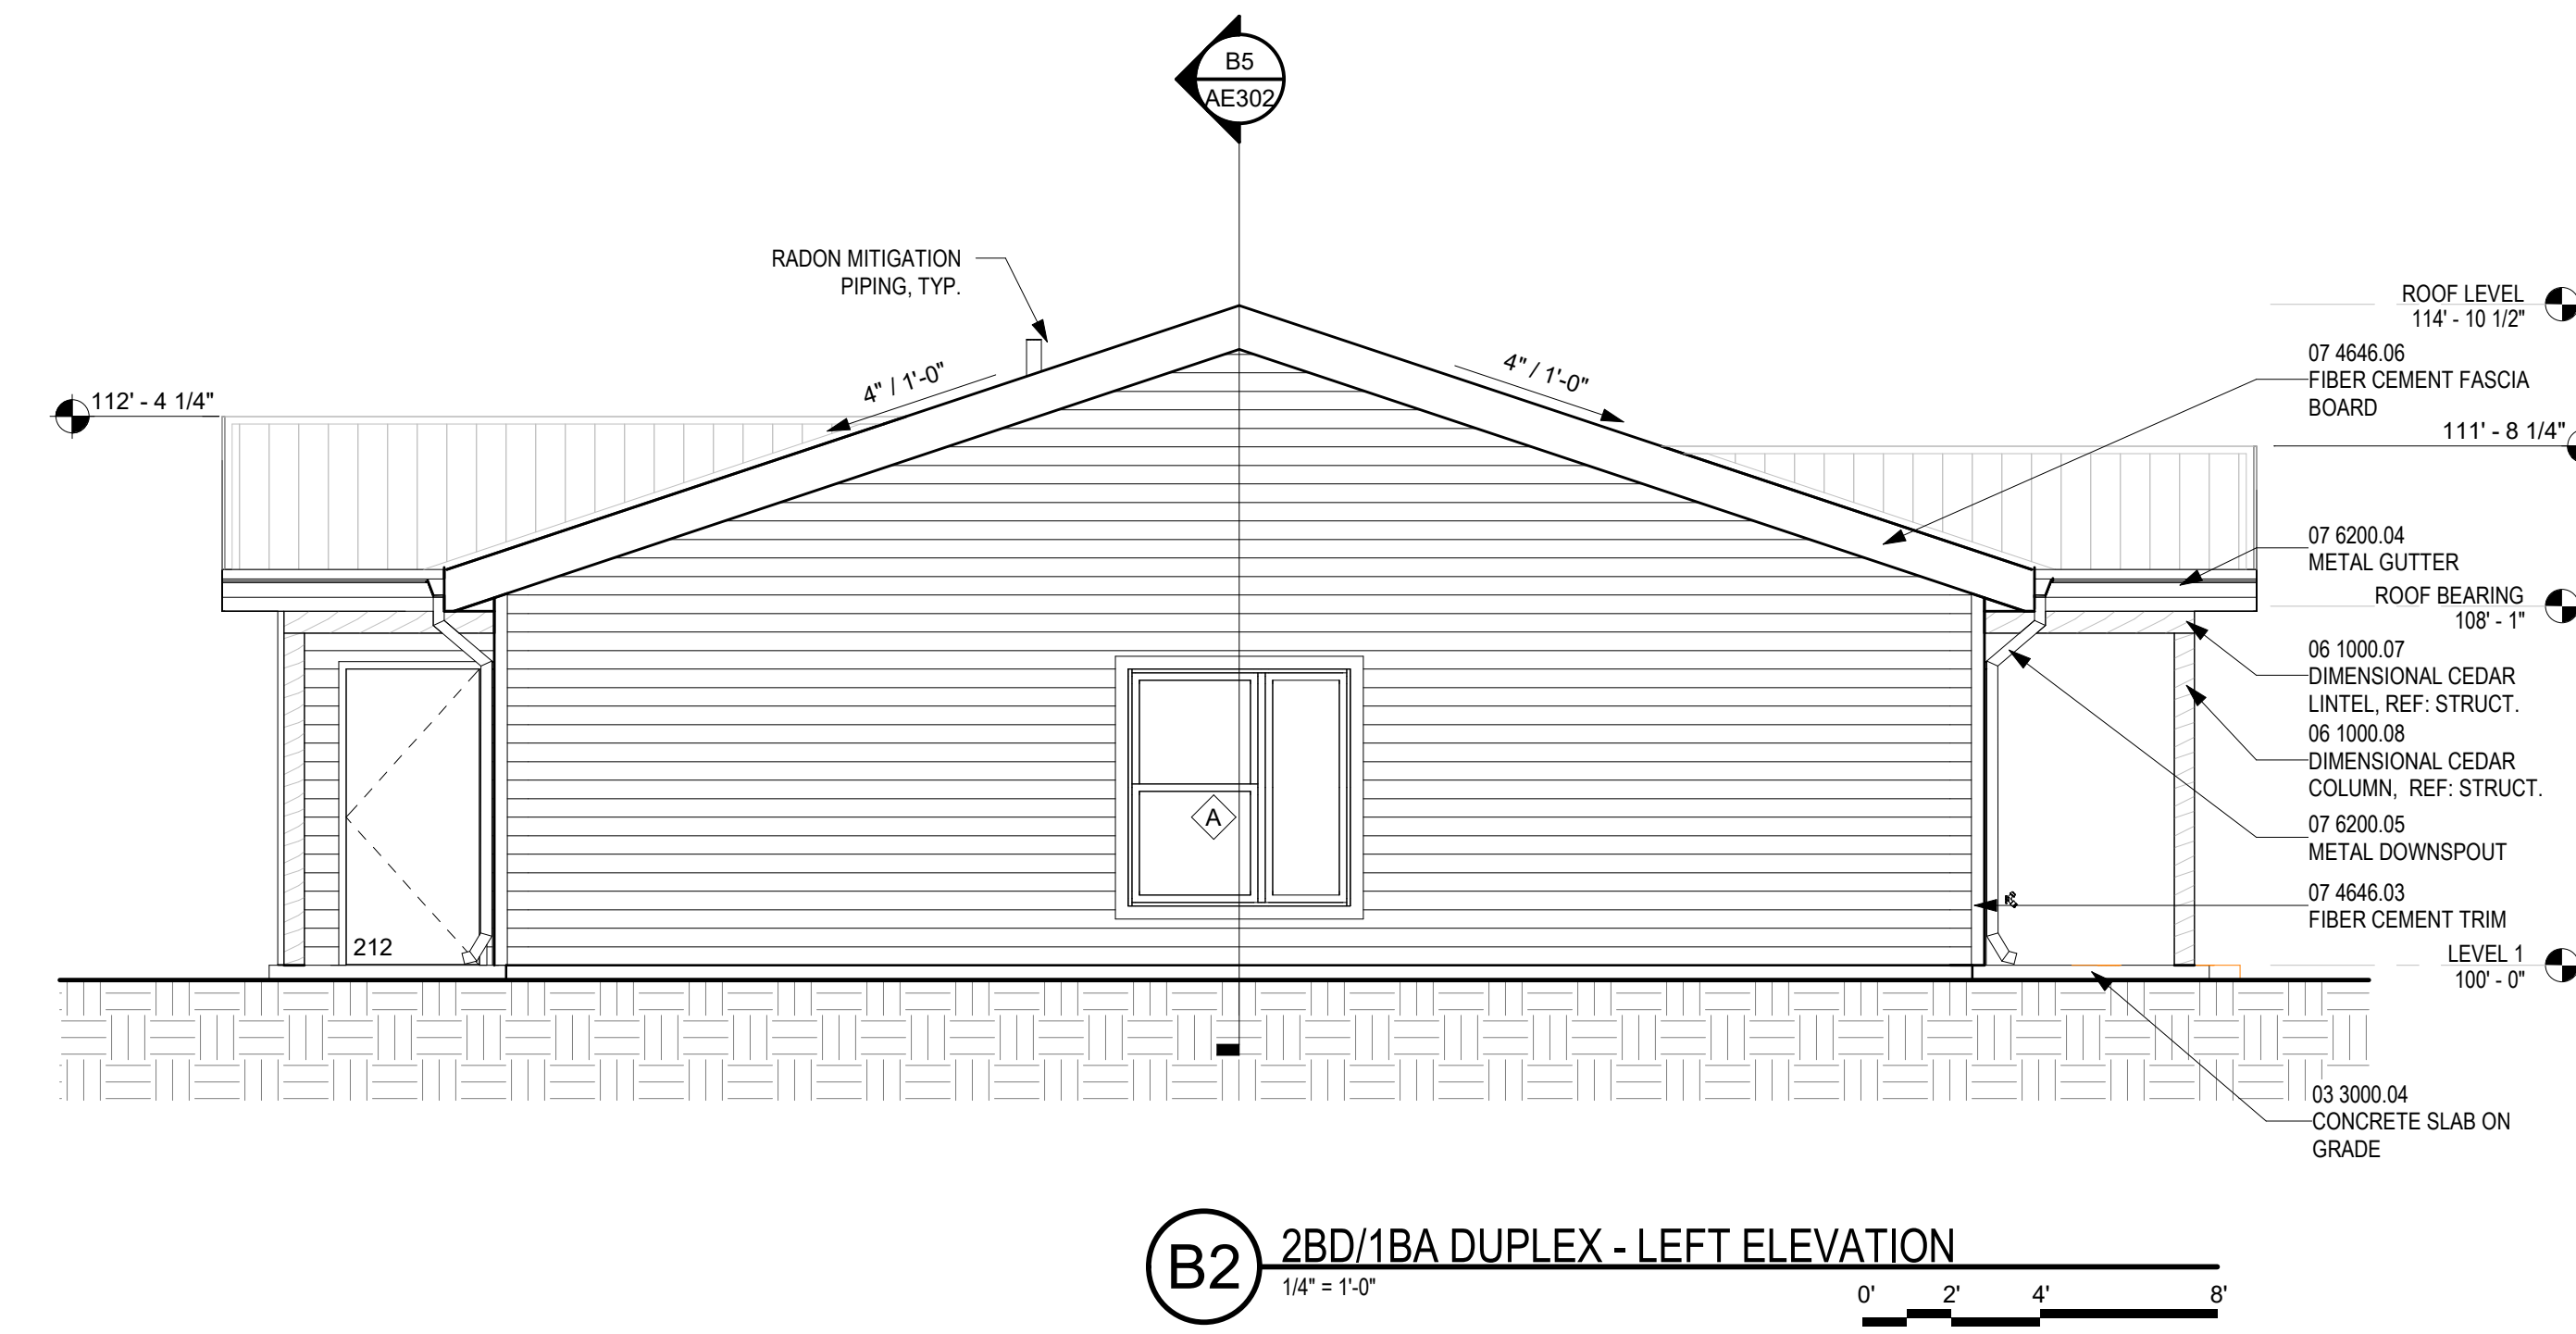 B5
AE302
RADON MITIGATION
PIPING, TYP.
4" / 1'-0"
4" / 1'-0"
112' - 4 1/4"
ROOF LEVEL
114' - 10 1/2"
07 4646.06
FIBER CEMENT FASCIA
BOARD
111' - 8 1/4"
07 6200.04
METAL GUTTER
ROOF BEARING
108' - 1"
06 1000.07
DIMENSIONAL CEDAR
LINTEL, REF: STRUCT.
06 1000.08
DIMENSIONAL CEDAR
COLUMN, REF: STRUCT.
A
07 6200.05
METAL DOWNSPOUT
07 4646.03
FIBER CEMENT TRIM
212
LEVEL 1
100' - 0"
03 3000.04
CONCRETE SLAB ON
GRADE
B2
2BD/1BA DUPLEX - LEFT ELEVATION
1/4" = 1'-0"
0' 2' 4' 8'